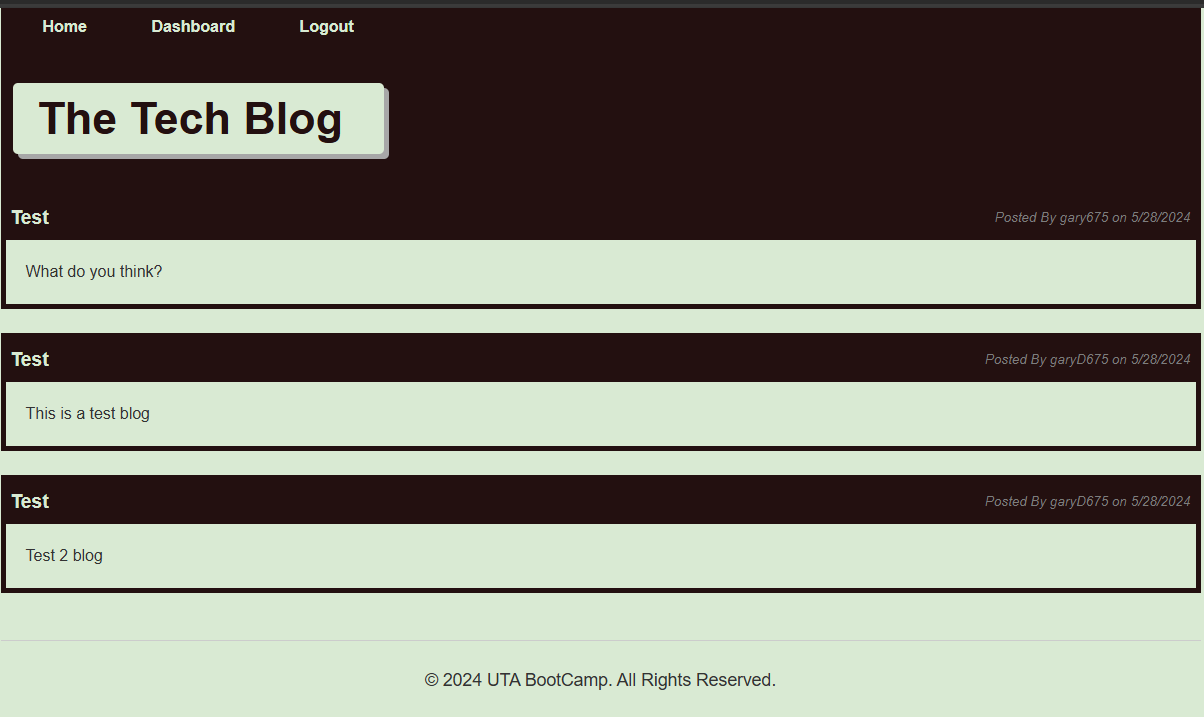 Home Dashboard Logout
The Tech Blog
Test Posted By gary675 on 5/28/2024
What do you think?
Test Posted By garyD675 on 5/28/2024
This is a test blog
Test Posted By garyD675 on 5/28/2024
Test 2 blog
© 2024 UTA BootCamp. All Rights Reserved.